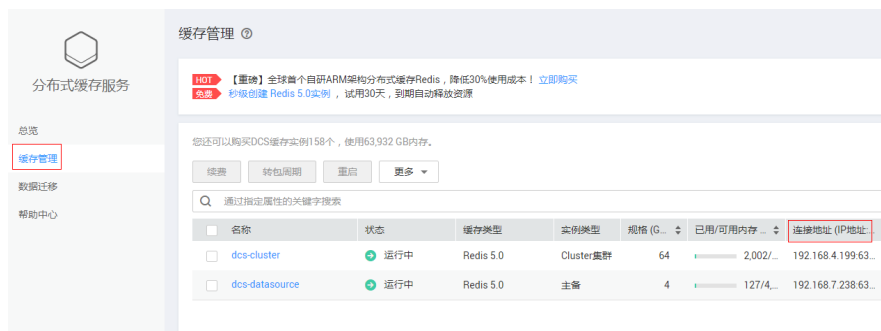 缓存管理
HOT 【重磅】全球首个自研ARM架构分布式缓存Redis，降低30%使用成本！ 立即购买
免费 秒级创建 Redis 5.0实例 ，试用30天，到期自动释放资源
分布式缓存服务
总览
缓存管理
数据迁移
帮助中心
您还可以购买DCS缓存实例158个，使用63,932 GB内存。
续费 转包周期 重启 更多
通过指定属性的关键字搜索
名称 状态 缓存类型 实例类型 规格 (G... 已用/可用内存 ... 连接地址 (IP地址:...
dcs-cluster 运行中 Redis 5.0 Cluster集群 64 2,002/... 192.168.4.199:63...
dcs-datasource 运行中 Redis 5.0 主备 4 127/4,... 192.168.7.238:63...